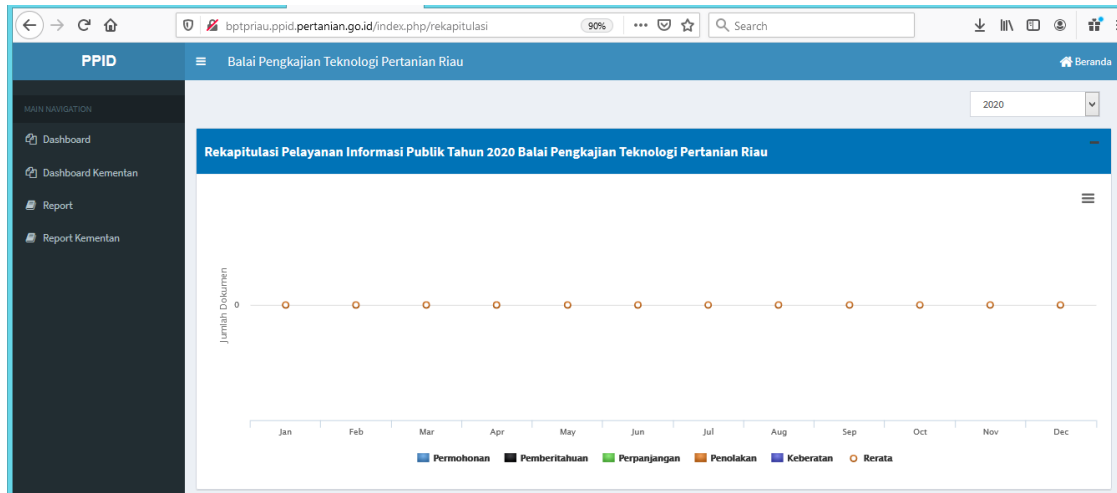 bptpriau.ppid.pertanian.go.id/index.php/rekapitulasi
90%
Search
PPID
Balai Pengkajian Teknologi Pertanian Riau
Beranda
MAIN NAVIGATION
2020
Dashboard
Dashboard Kementan
Report
Report Kementan
Rekapitulasi Pelayanan Informasi Publik Tahun 2020 Balai Pengkajian Teknologi Pertanian Riau
Jumlah Dokumen
0
Jan Feb Mar Apr May Jun Jul Aug Sep Oct Nov Dec
Permohonan Pemberitahuan Perpanjangan Penolakan Keberatan Rerata